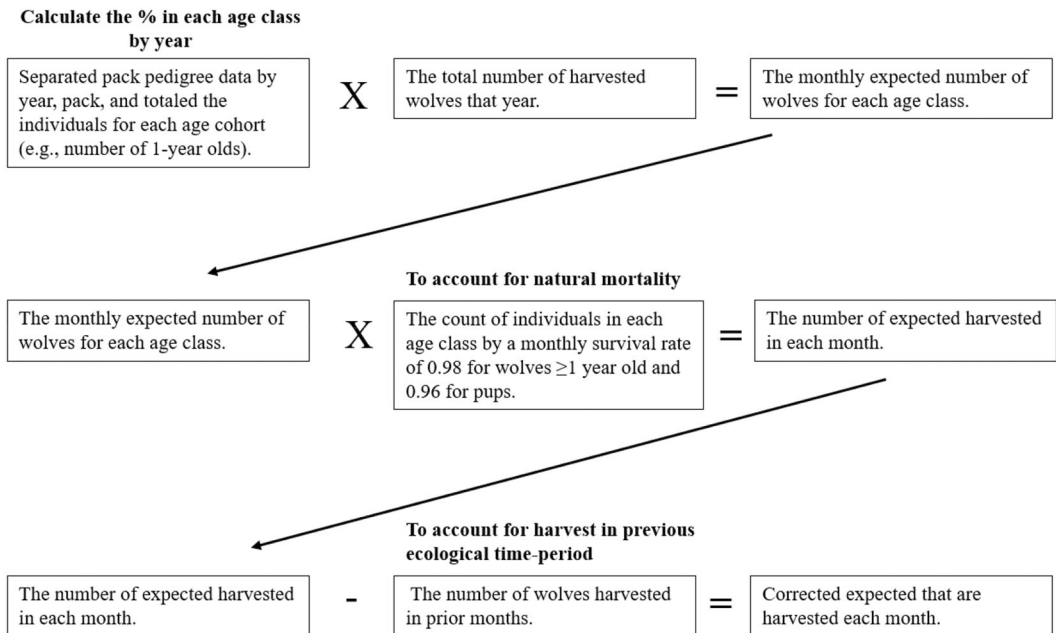 Calculate the % in each age class
by year
Separated pack pedigree data by
year, pack, and totaled the
individuals for each age cohort
(e.g., number of 1-year olds).
X
The total number of harvested
wolves that year.
=
The monthly expected number of
wolves for each age class.
The monthly expected number of
wolves for each age class.
X
To account for natural mortality
The count of individuals in each
age class by a monthly survival rate
of 0.98 for wolves ≥1 year old and
0.96 for pups.
=
The number of expected harvested
in each month.
The number of expected harvested
in each month.
-
To account for harvest in previous
ecological time-period
The number of wolves harvested
in prior months.
=
Corrected expected that are
harvested each month.